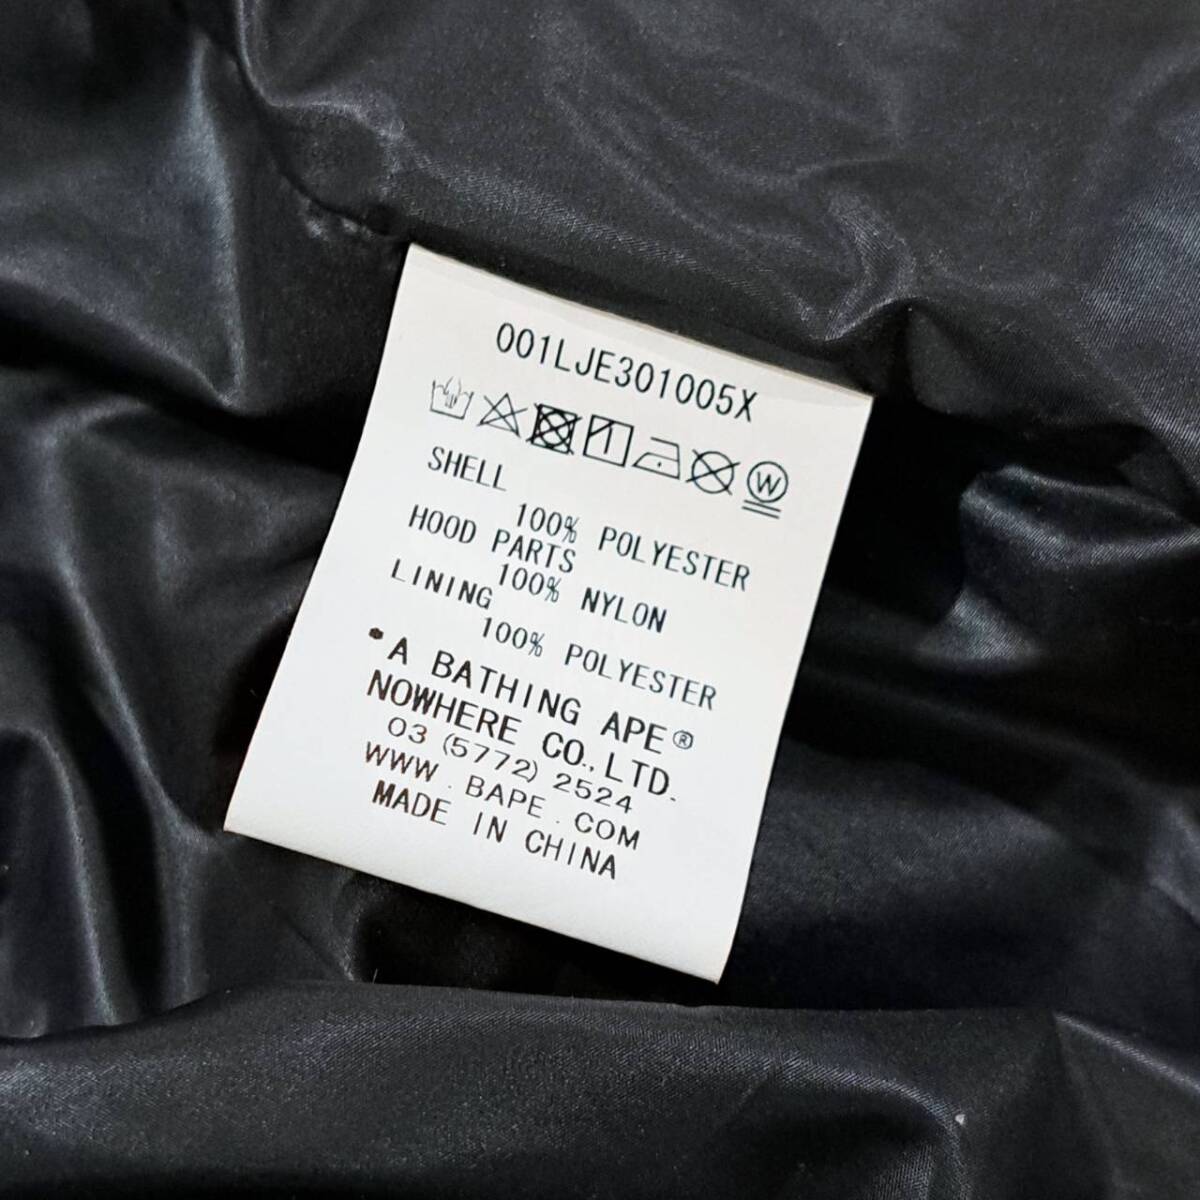 001LJE301005X
W
SHELL
100% POLYESTER
HOOD PARTS
100% NYLON
LINING
100% POLYESTER
*A BATHING APE®
NOWHERE CO.,LTD.
03 (5772) 2524
WWW.BAPE.COM
MADE IN CHINA